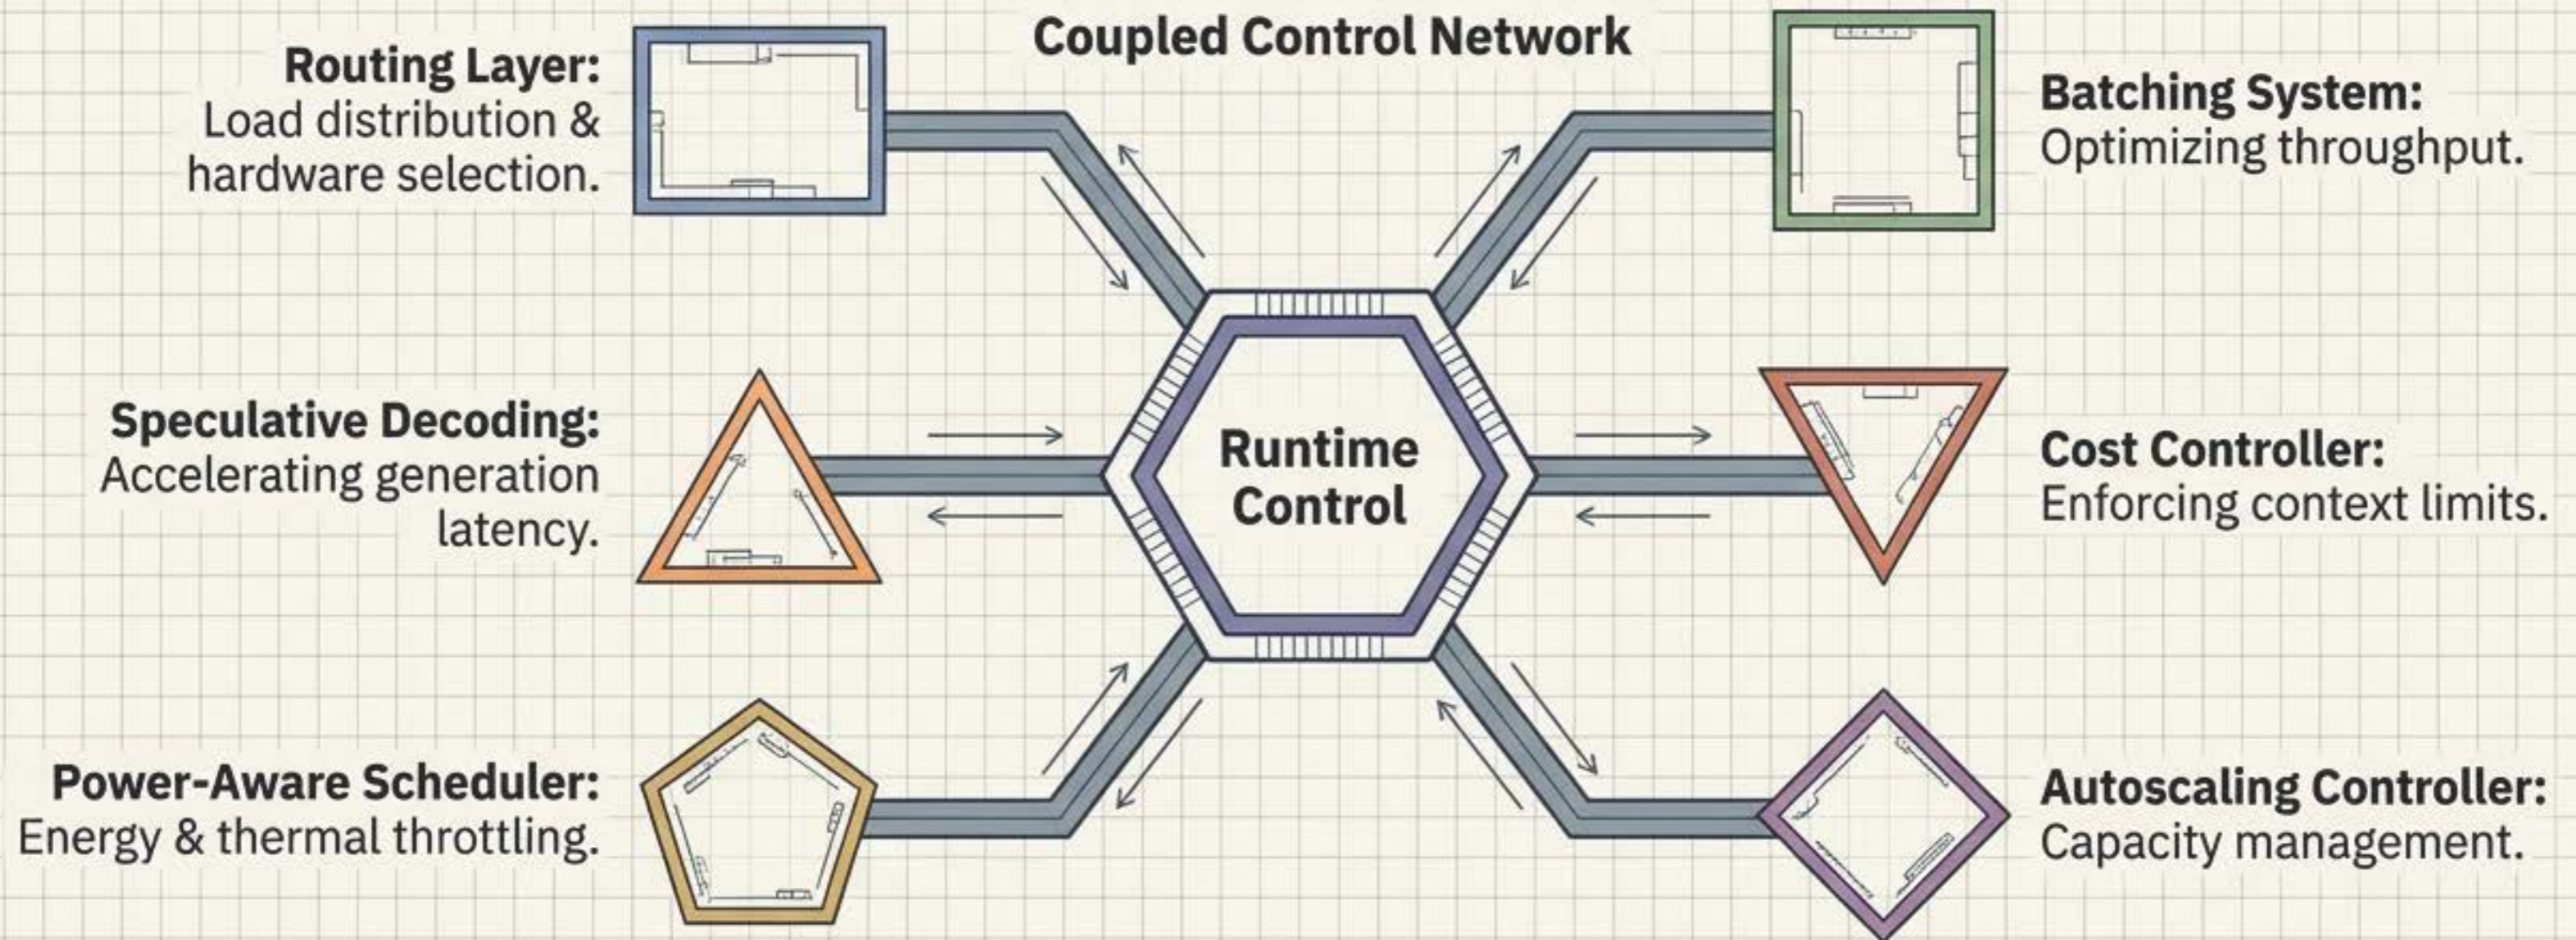 Coupled Control Network
Routing Layer:
Load distribution &
hardware selection.
Batching System:
Optimizing throughput.
Speculative Decoding:
Accelerating generation
latency.
Runtime
Control
Cost Controller:
Enforcing context limits.
Power-Aware Scheduler:
Energy & thermal throttling.
Autoscaling Controller:
Capacity management.